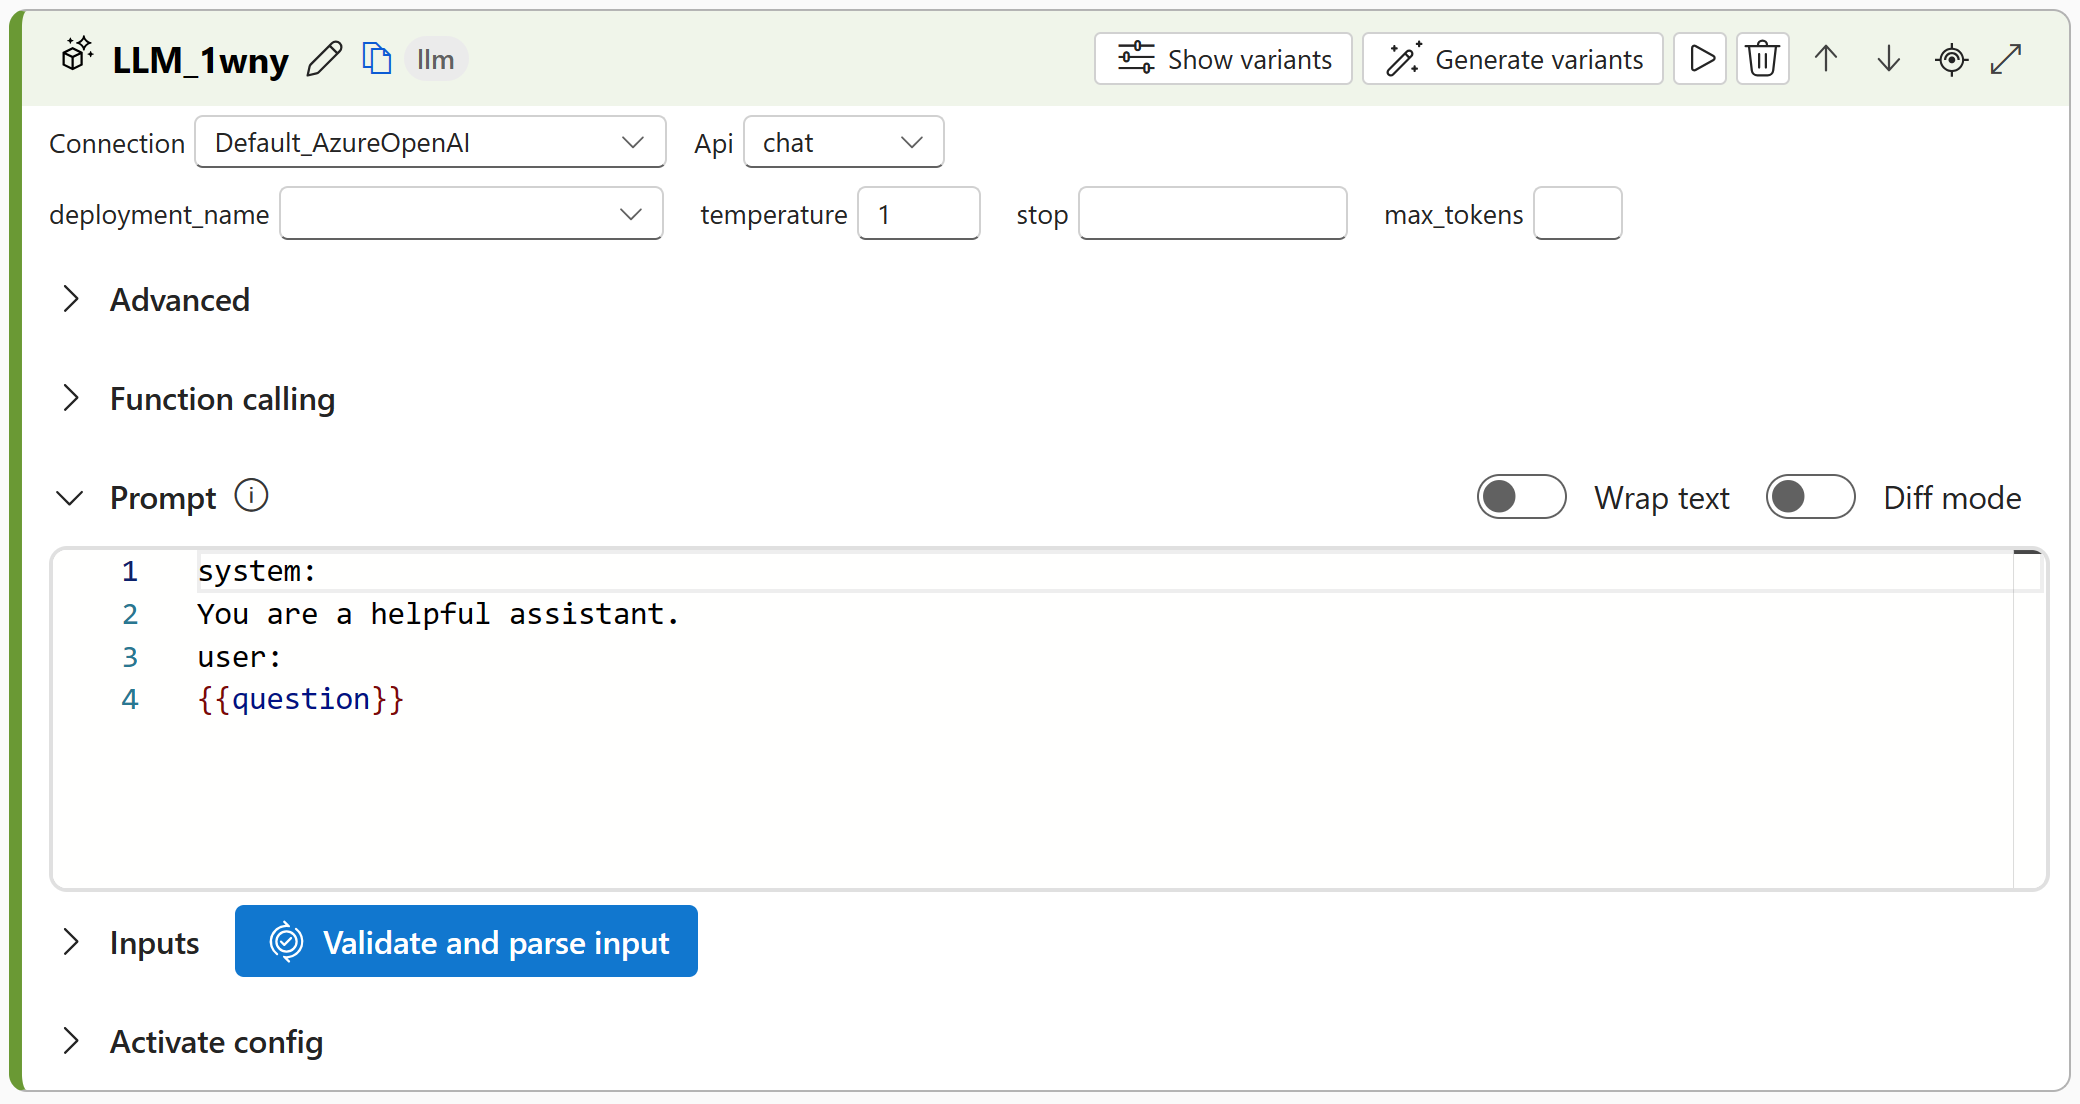 LLM_1wny llm Show variants Generate variants
Connection Default_AzureOpenAI Api chat
deployment_name temperature 1 stop max_tokens
Advanced
Function calling
Prompt Wrap text Diff mode
1 system:
2 You are a helpful assistant.
3 user:
4 {{question}}
Inputs Validate and parse input
Activate config